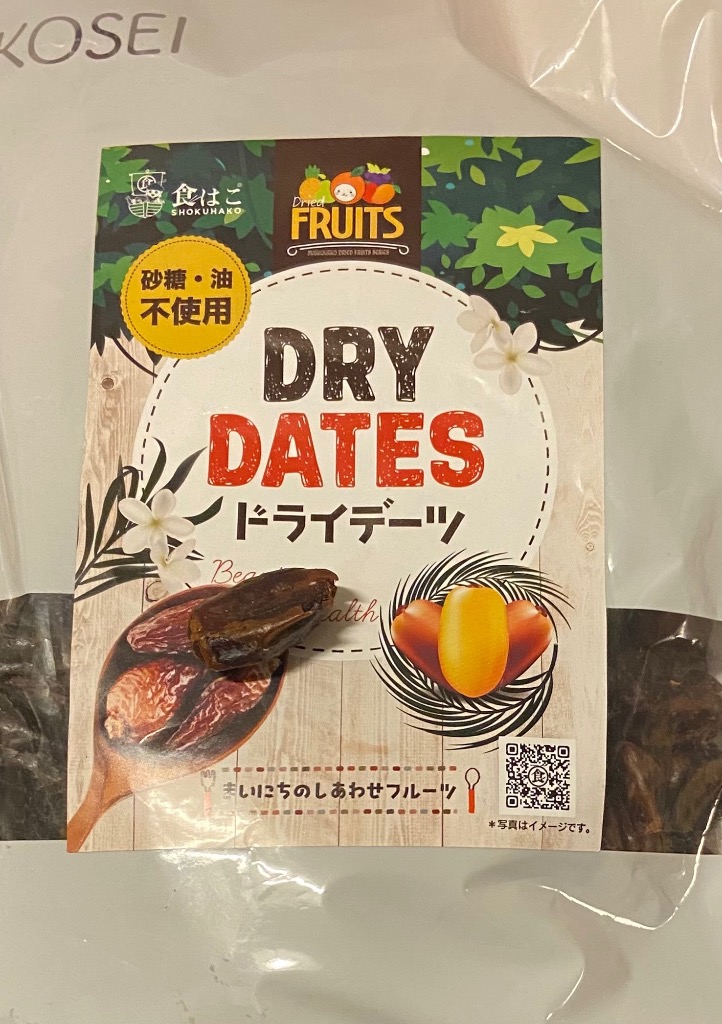 KOSEI
食はこ
SHOKUHAKO
Dried
FRUITS
砂糖・油
不使用
DRY
DATES
ドライデーツ
まいにちのしあわせフルーツ
食
*写真はイメージです。